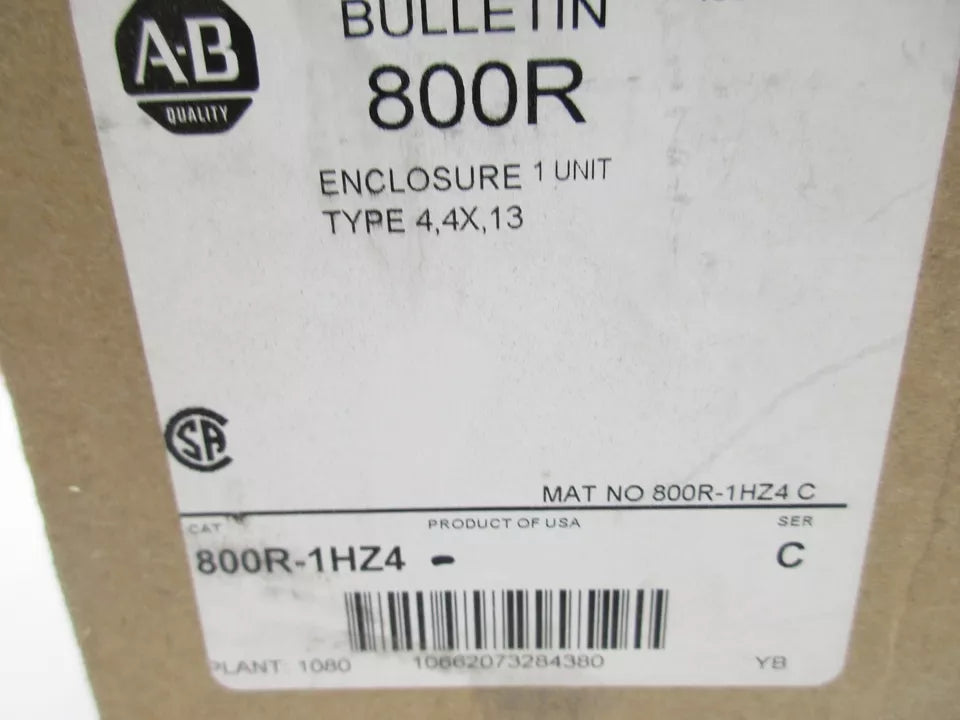 BULLETIN
A-B
QUALITY
800R
ENCLOSURE 1 UNIT
TYPE 4,4X,13
SA
MAT NO 800R-1HZ4 C
CAT
PRODUCT OF USA
SER
800R-1HZ4 -
C
PLANT: 1080
10662073284380
YB